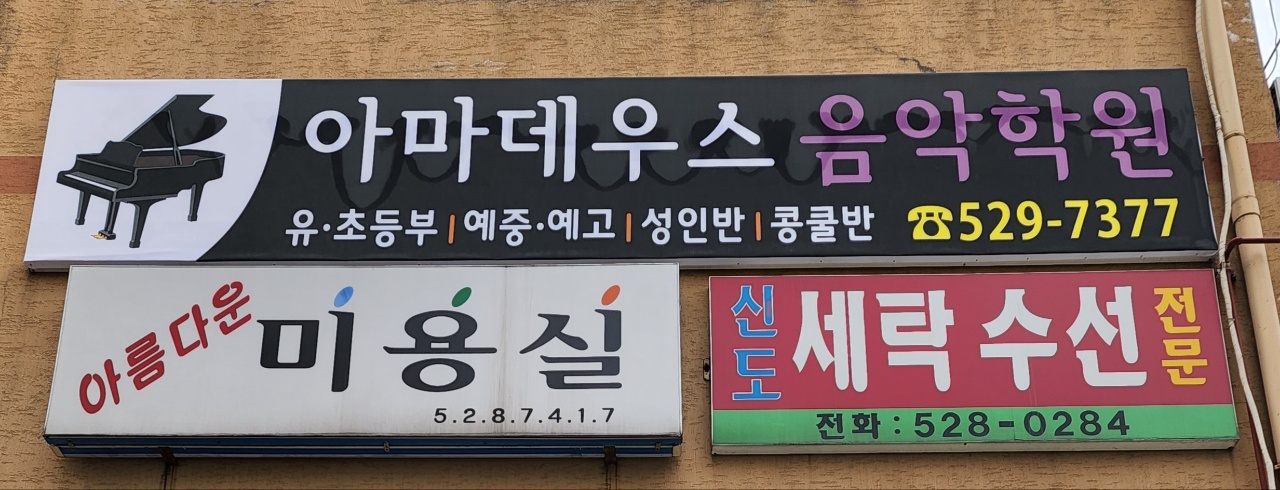 아마데우스 음악학원
유·초등부 | 예중·예고 | 성인반 | 콩쿨반 ☎529-7377
아름다운 미용실
5.2.8.7.4.1.7
신도 세탁 수선 전문
전화 : 528-0284